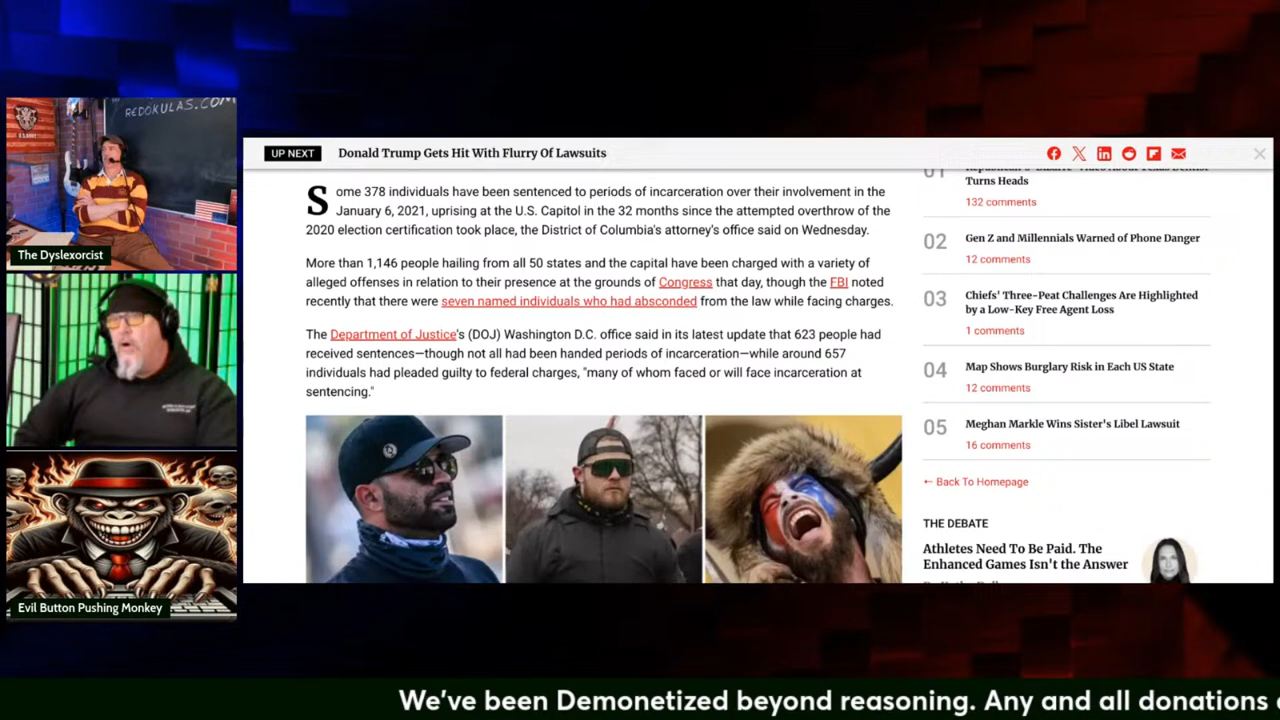 REDOKULAS.COM
The Dyslexorcist
Evil Button Pushing Monkey
UP NEXT
Donald Trump Gets Hit With Flurry Of Lawsuits
Some 378 individuals have been sentenced to periods of incarceration over their involvement in the
January 6, 2021, uprising at the U.S. Capitol in the 32 months since the attempted overthrow of the
2020 election certification took place, the District of Columbia's attorney's office said on Wednesday.
More than 1,146 people hailing from all 50 states and the capital have been charged with a variety of
alleged offenses in relation to their presence at the grounds of Congress that day, though the FBI noted
recently that there were seven named individuals who had absconded from the law while facing charges.
The Department of Justice's (DOJ) Washington D.C. office said in its latest update that 623 people had
received sentences—though not all had been handed periods of incarceration—while around 657
individuals had pleaded guilty to federal charges, "many of whom faced or will face incarceration at
sentencing."
01
Turns Heads
132 comments
02
Gen Z and Millennials Warned of Phone Danger
12 comments
03
Chiefs' Three-Peat Challenges Are Highlighted
by a Low-Key Free Agent Loss
1 comments
04
Map Shows Burglary Risk in Each US State
12 comments
05
Meghan Markle Wins Sister's Libel Lawsuit
16 comments
← Back To Homepage
THE DEBATE
Athletes Need To Be Paid. The
Enhanced Games Isn't the Answer
We've been Demonetized beyond reasoning. Any and all donations